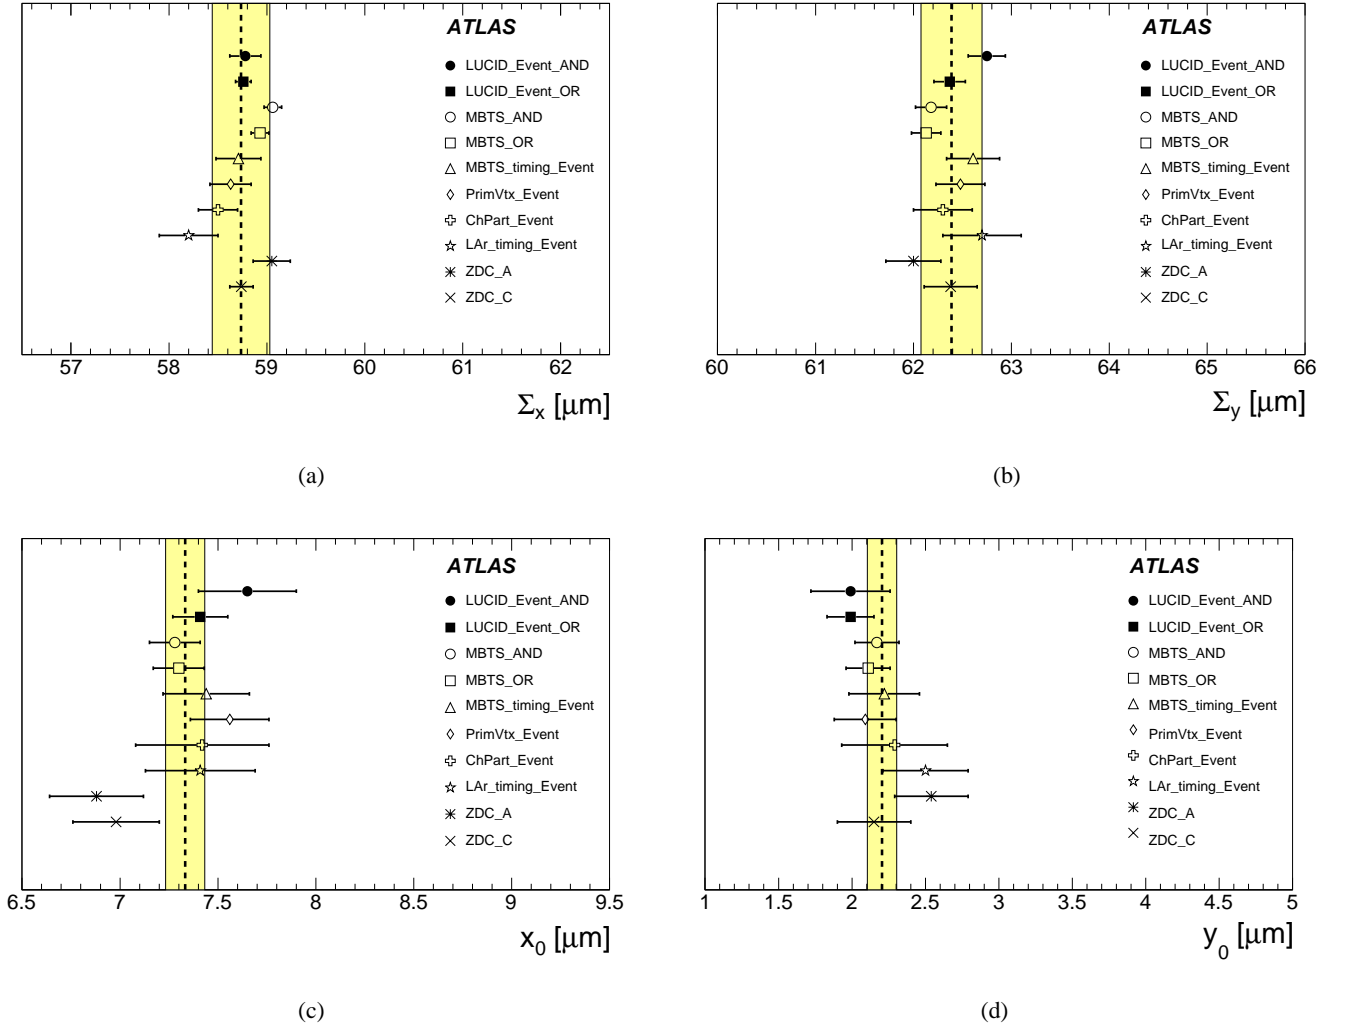 ATLAS
LUCID_Event_AND
LUCID_Event_OR
MBTS_AND
MBTS_OR
MBTS_timing_Event
PrimVtx_Event
ChPart_Event
LAr_timing_Event
ZDC_A
ZDC_C
57 58 59 60 61 62
Σx [μm]
(a)
ATLAS
LUCID_Event_AND
LUCID_Event_OR
MBTS_AND
MBTS_OR
MBTS_timing_Event
PrimVtx_Event
ChPart_Event
LAr_timing_Event
ZDC_A
ZDC_C
60 61 62 63 64 65 66
Σy [μm]
(b)
ATLAS
LUCID_Event_AND
LUCID_Event_OR
MBTS_AND
MBTS_OR
MBTS_timing_Event
PrimVtx_Event
ChPart_Event
LAr_timing_Event
ZDC_A
ZDC_C
6.5 7 7.5 8 8.5 9 9.5
x0 [μm]
(c)
ATLAS
LUCID_Event_AND
LUCID_Event_OR
MBTS_AND
MBTS_OR
MBTS_timing_Event
PrimVtx_Event
ChPart_Event
LAr_timing_Event
ZDC_A
ZDC_C
1 1.5 2 2.5 3 3.5 4 4.5 5
y0 [μm]
(d)